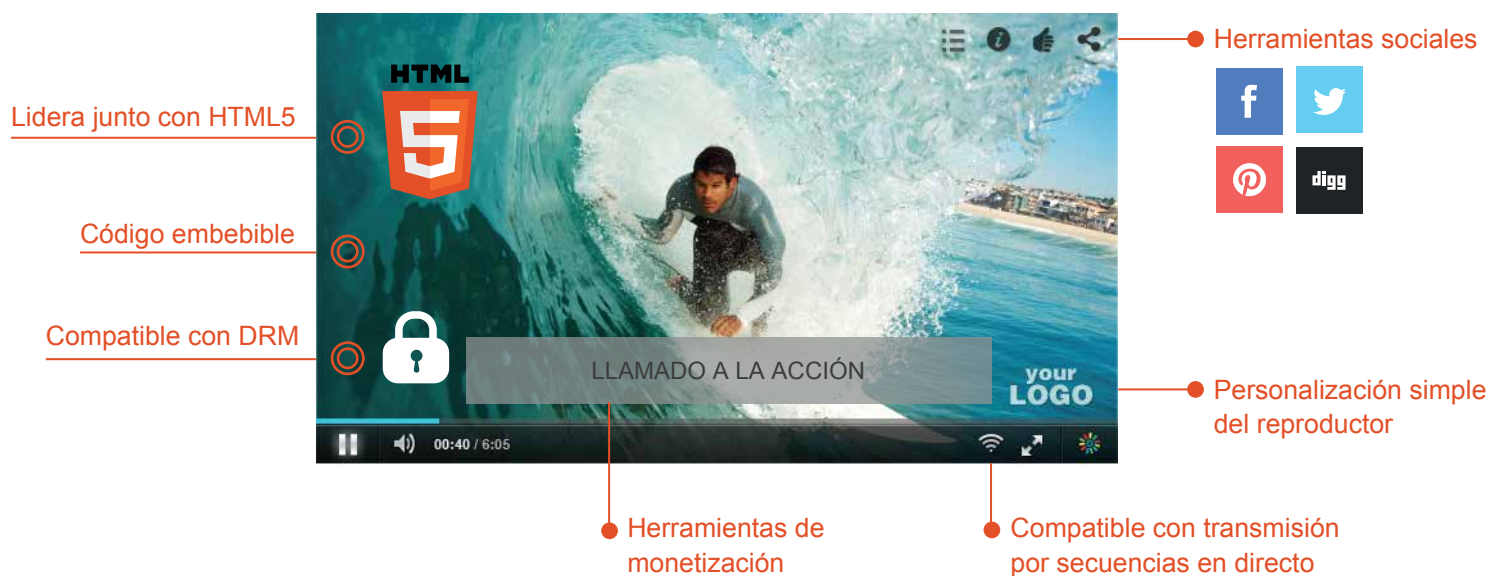 HTML
5
Lidera junto con HTML5
Código embebible
Compatible con DRM
LLAMADO A LA ACCIÓN
your
LOGO
00:40 / 6:05
Herramientas sociales
f
digg
Personalización simple
del reproductor
Herramientas de
monetización
Compatible con transmisión
por secuencias en directo